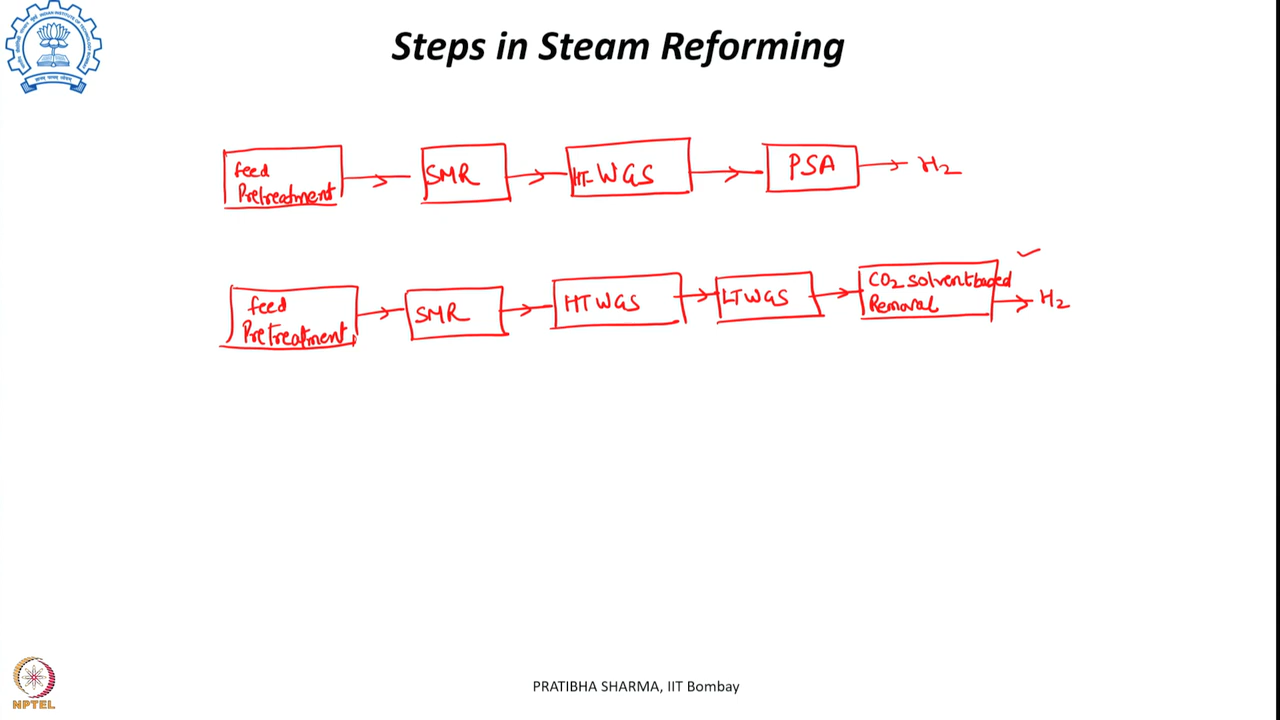 Steps in Steam Reforming
feed
Pretreatment
SMR
HT-WGS
PSA
H2
feed
Pretreatment
SMR
HTWGS
LTWGS
CO2 solvent based
Removal
H2
NPTEL
PRATIBHA SHARMA, IIT Bombay